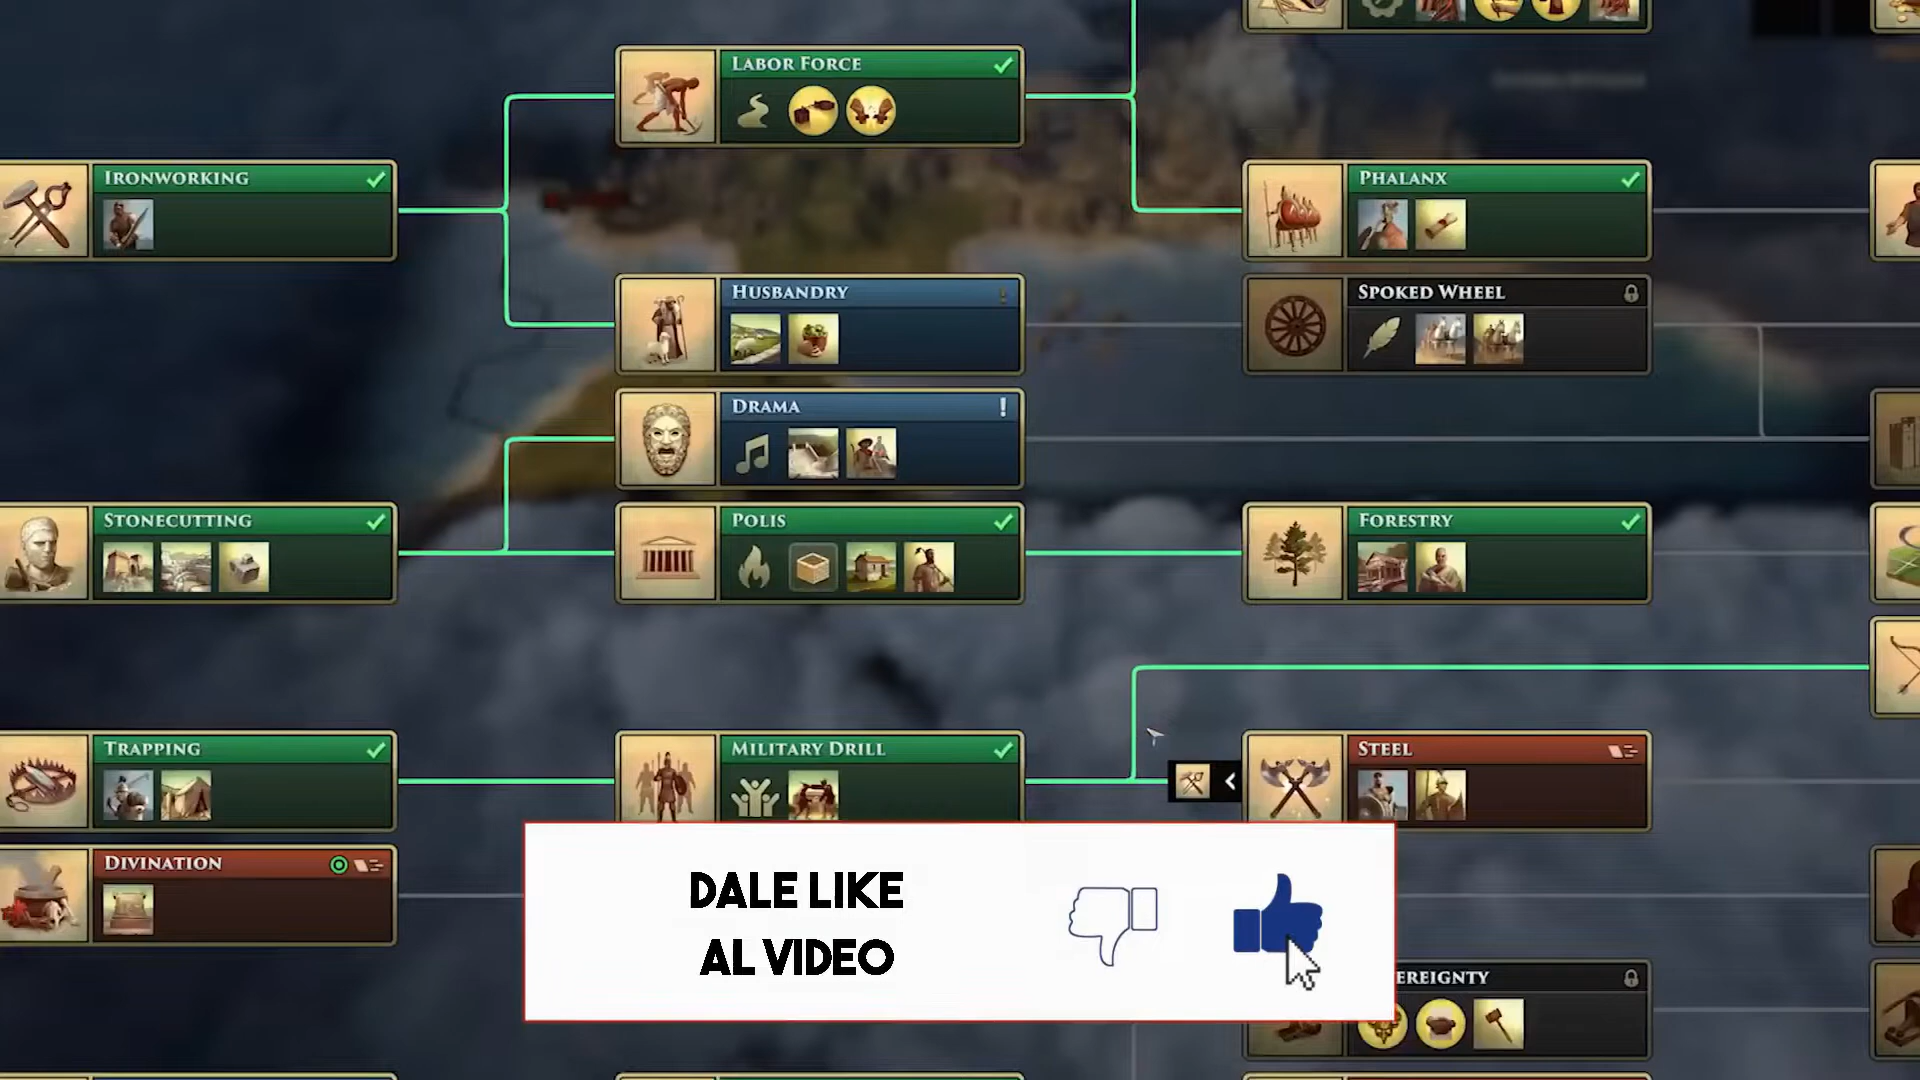 LABOR FORCE
IRONWORKING
PHALANX
HUSBANDRY
SPOKED WHEEL
DRAMA
STONECUTTING
POLIS
FORESTRY
TRAPPING
MILITARY DRILL
STEEL
DIVINATION
DALE LIKE
AL VIDEO
EREIGNTY